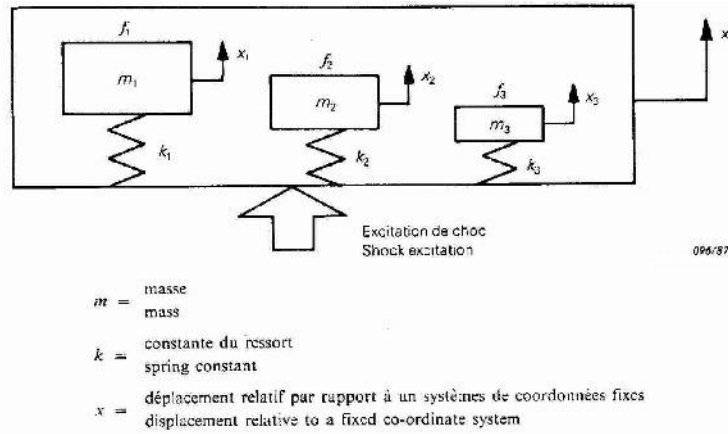 f₁
x₁
m₁
k₁
f₂
x₂
m₂
k₂
f₃
x₃
m₃
k₃
x
Excitation de choc
Shock excitation
096/87
m = masse
mass
k = constante du ressort
spring constant
x = déplacement relatif par rapport à un systèmes de coordonnées fixes
displacement relative to a fixed co-ordinate system